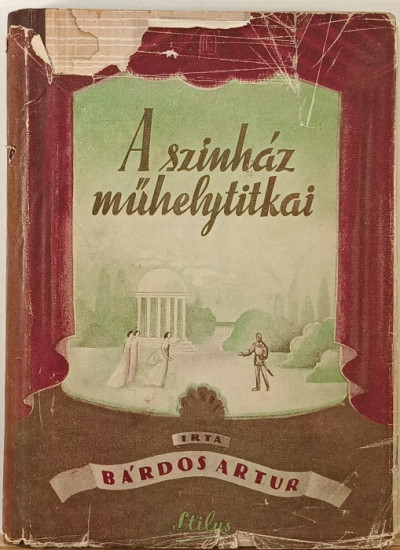 A szinház
műhelytitkai
IRTA
BÁRDOS ARTUR
Stilus